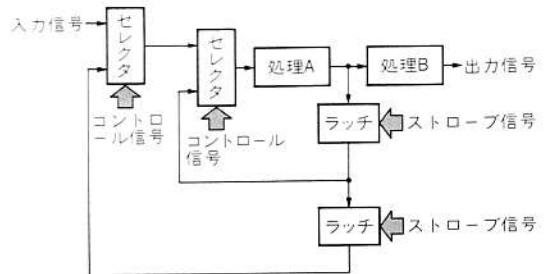 入力信号
セレクタ
セレクタ
処理A
処理B
出力信号
コントロ
ール信号
コントロール
信号
ラッチ
ストローブ信号
ラッチ
ストローブ信号